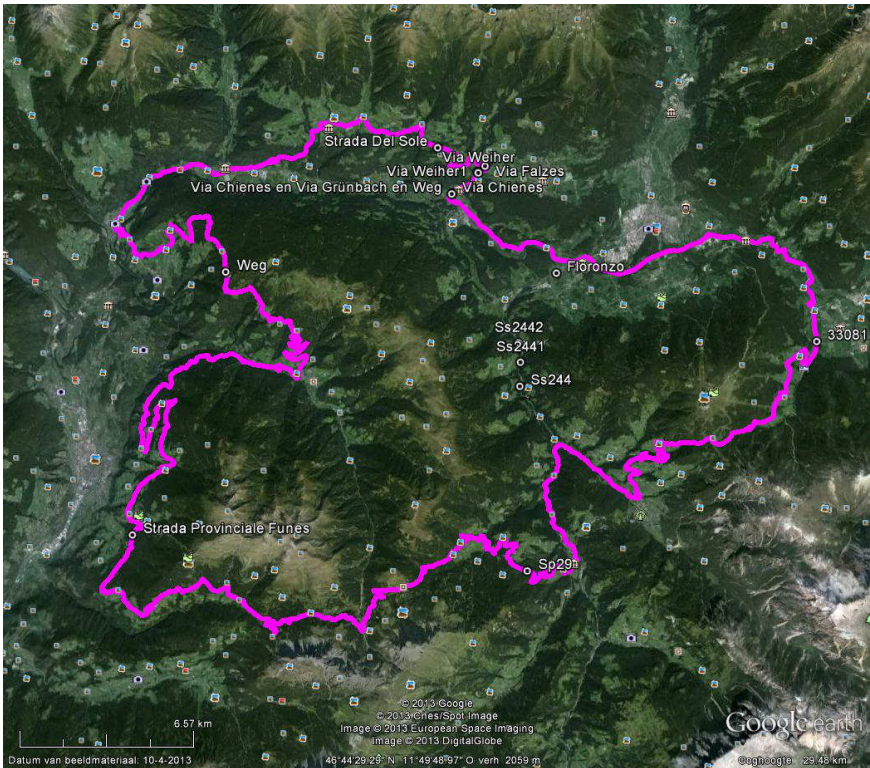 Strada Del Sole
Via Weiher
Via Weiher1
Via Falzes
Via Chienes en Via Grünbach en Weg
Via Chienes
Weg
Floronzo
Ss2442
33081
Ss2441
Ss244
Strada Provinciale Funes
Sp29
6.57 km
© 2013 Google
© 2013 Cnes/Spot Image
Image © 2013 European Space Imaging
Image © 2013 DigitalGlobe
Google earth
Datum van beeldmateriaal: 10-4-2013
46°44'29.29" N 11°49'48.97" O verh 2059 m
Ooghoogte 29.48 km